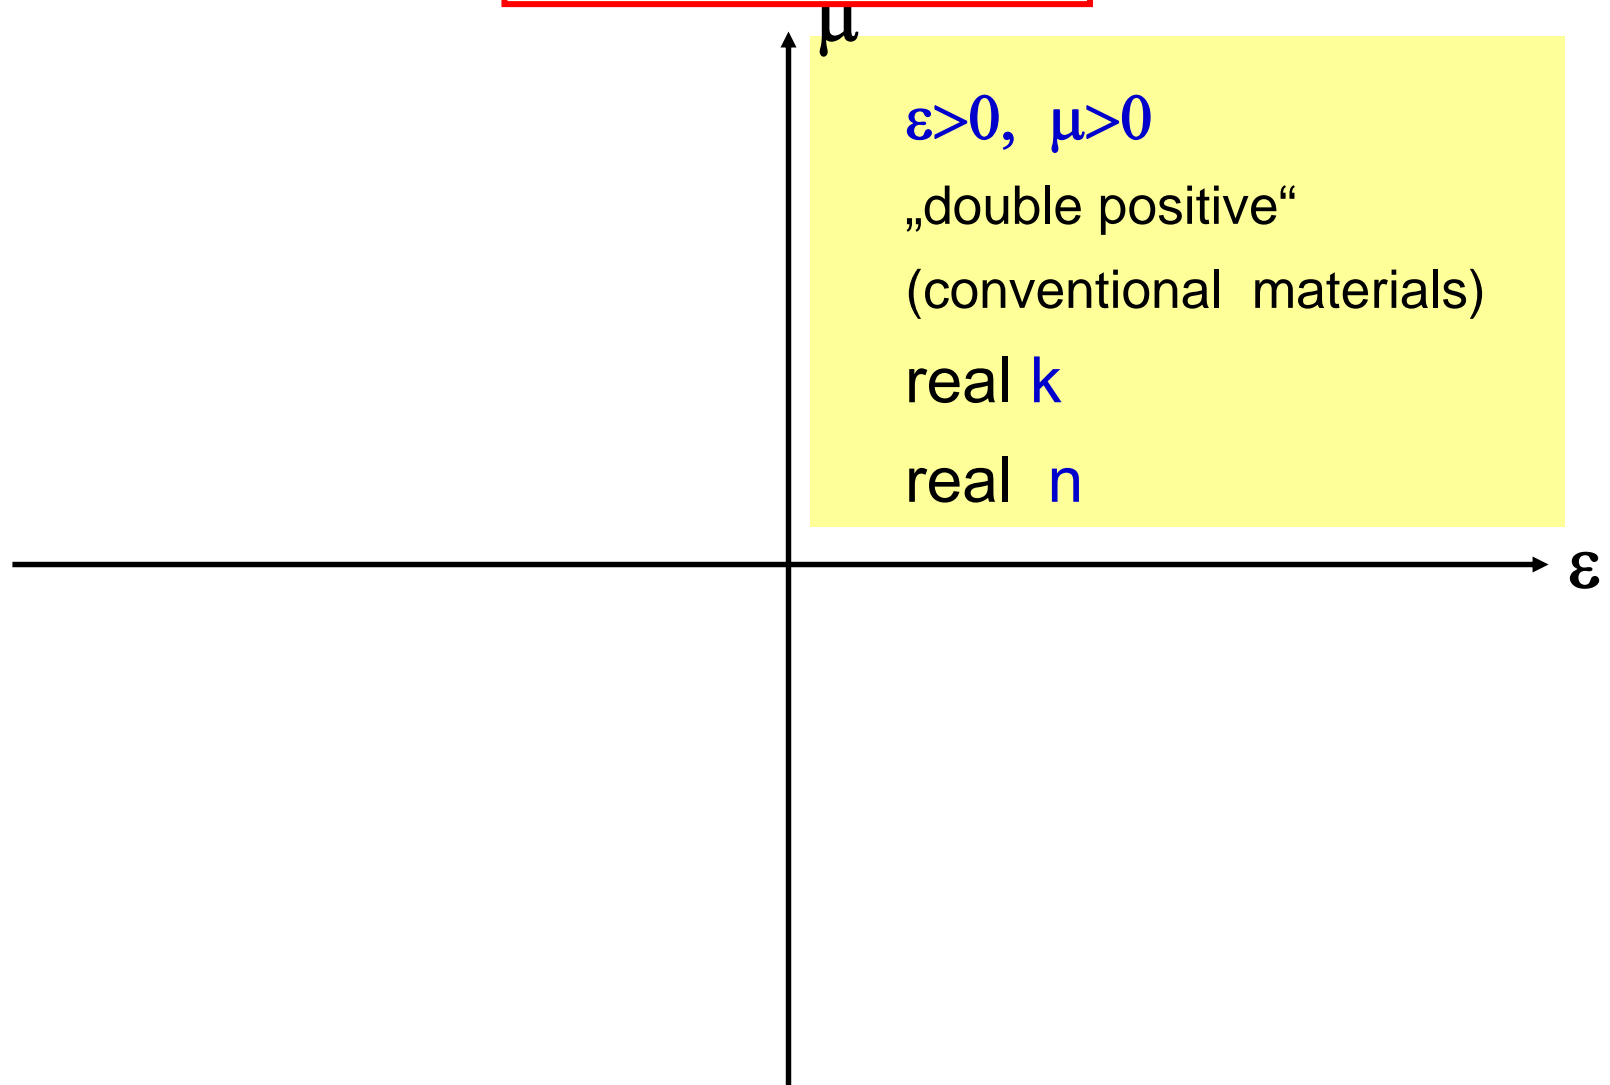 μ
ε>0, μ>0
„double positive“
(conventional materials)
real k
real n
ε